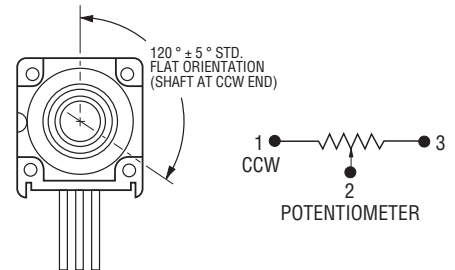 120 ° ± 5 ° STD.
FLAT ORIENTATION
(SHAFT AT CCW END)
1
3
CCW
2
POTENTIOMETER